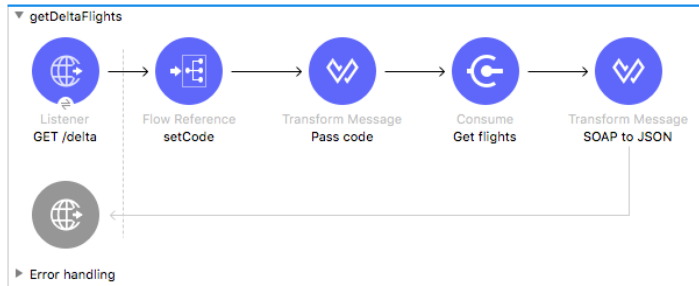 getDeltaFlights
Listener
GET /delta
Flow Reference
setCode
Transform Message
Pass code
Consume
Get flights
Transform Message
SOAP to JSON
Error handling